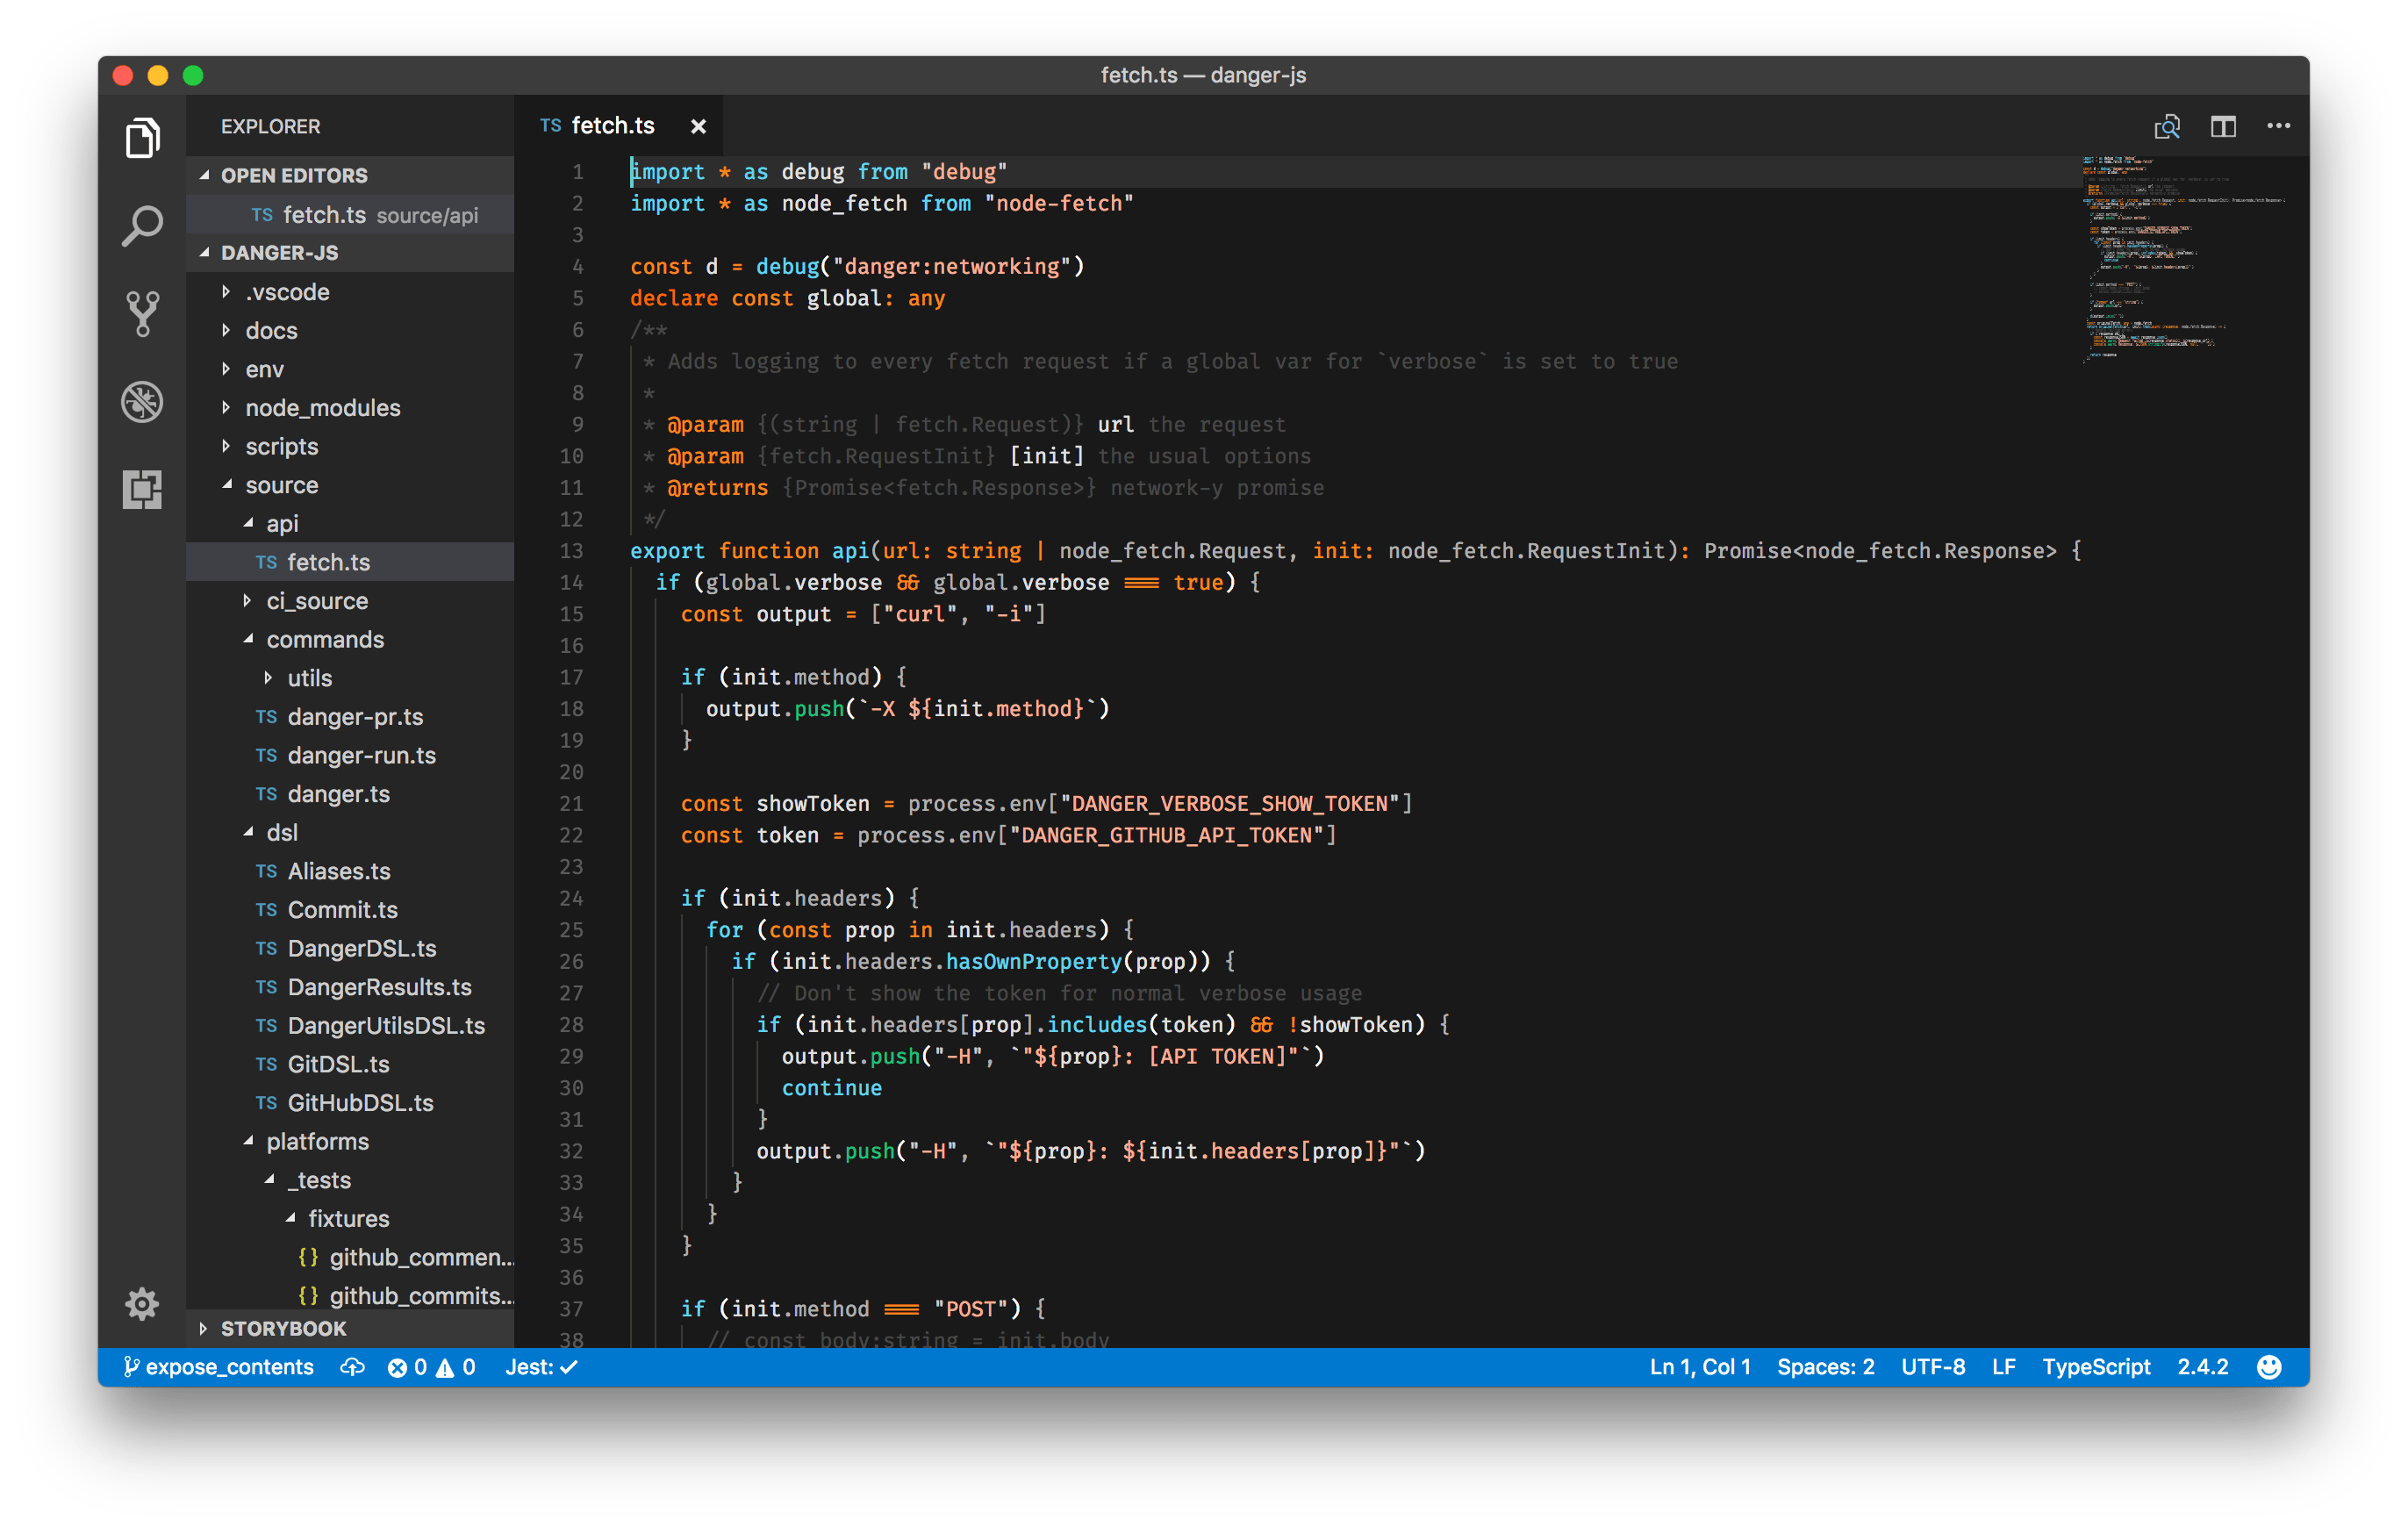 fetch.ts — danger-js
EXPLORER
OPEN EDITORS
TS fetch.ts source/api
DANGER-JS
.vscode
docs
env
node_modules
scripts
source
api
TS fetch.ts
ci_source
commands
utils
TS danger-pr.ts
TS danger-run.ts
TS danger.ts
dsl
TS Aliases.ts
TS Commit.ts
TS DangerDSL.ts
TS DangerResults.ts
TS DangerUtilsDSL.ts
TS GitDSL.ts
TS GitHubDSL.ts
platforms
_tests
fixtures
{} github_commen...
{} github_commits...
STORYBOOK
TS fetch.ts
1 import * as debug from "debug"
2 import * as node_fetch from "node-fetch"
3
4 const d = debug("danger:networking")
5 declare const global: any
6 /**
7 * Adds logging to every fetch request if a global var for `verbose` is set to true
8 *
9 * @param {(string | fetch.Request)} url the request
10 * @param {fetch.RequestInit} [init] the usual options
11 * @returns {Promise<fetch.Response>} network-y promise
12 */
13 export function api(url: string | node_fetch.Request, init: node_fetch.RequestInit): Promise<node_fetch.Response> {
14 if (global.verbose && global.verbose === true) {
15 const output = ["curl", "-i"]
16
17 if (init.method) {
18 output.push(`-X ${init.method}`)
19 }
20
21 const showToken = process.env["DANGER_VERBOSE_SHOW_TOKEN"]
22 const token = process.env["DANGER_GITHUB_API_TOKEN"]
23
24 if (init.headers) {
25 for (const prop in init.headers) {
26 if (init.headers.hasOwnProperty(prop)) {
27 // Don't show the token for normal verbose usage
28 if (init.headers[prop].includes(token) && !showToken) {
29 output.push("-H", `"${prop}: [API TOKEN]"`)
30 continue
31 }
32 output.push("-H", `"${prop}: ${init.headers[prop]}"`)
33 }
34 }
35 }
36
37 if (init.method === "POST") {
38 // const body:string = init.body
expose_contents 0 0 Jest: ✓ Ln 1, Col 1 Spaces: 2 UTF-8 LF TypeScript 2.4.2